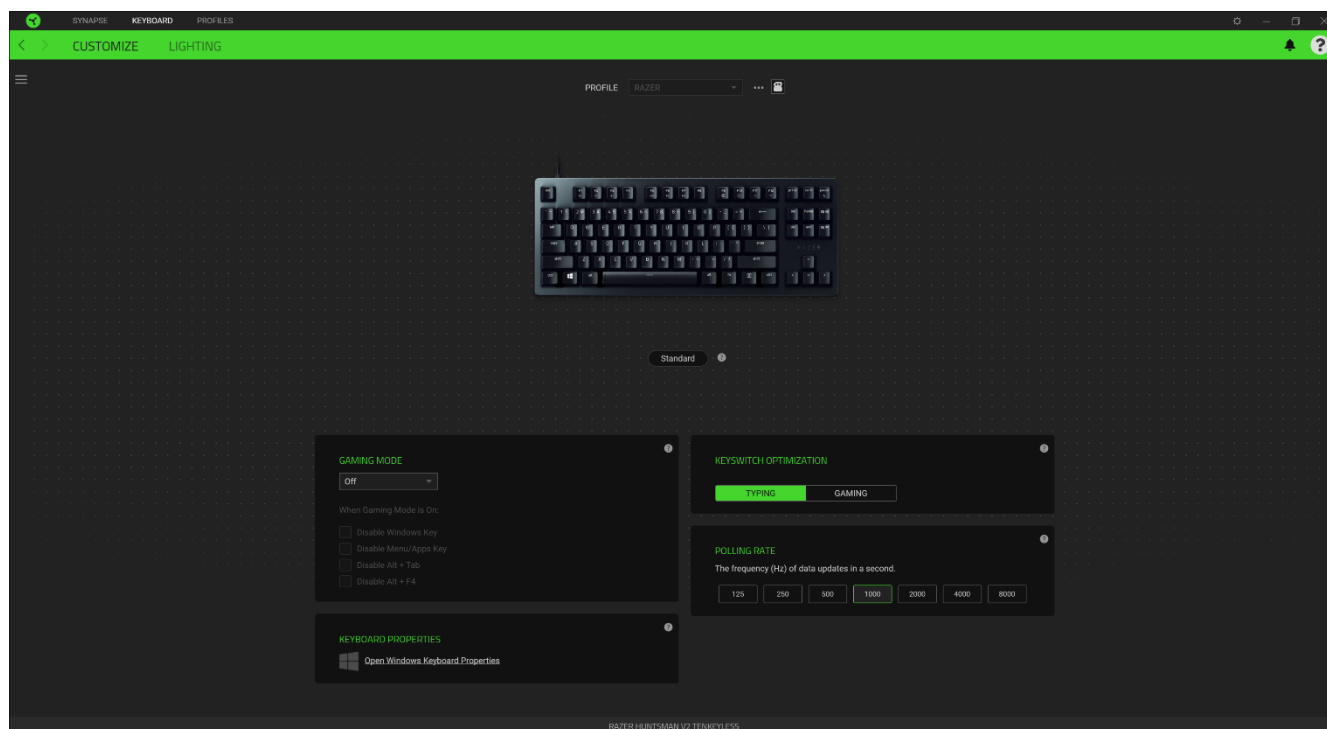 SYNAPSE KEYBOARD PROFILES
CUSTOMIZE LIGHTING
PROFILE RAZER
Standard
GAMING MODE
Off
When Gaming Mode is On:
Disable Windows Key
Disable Menu/Apps Key
Disable Alt + Tab
Disable Alt + F4
KEYBOARD PROPERTIES
Open Windows Keyboard Properties
KEYSWITCH OPTIMIZATION
TYPING GAMING
POLLING RATE
The frequency (Hz) of data updates in a second.
125 250 500 1000 2000 4000 8000
RAZER HUNTSMAN V2 TENKEYLESS